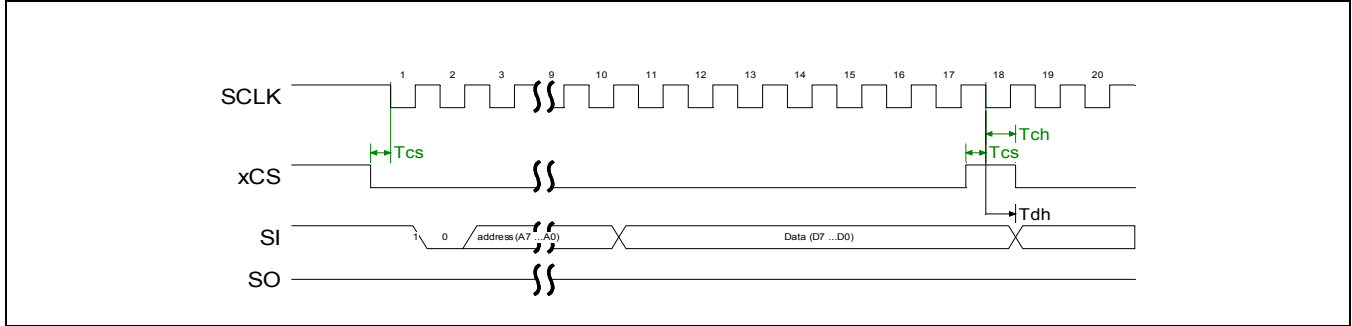 1 2 3 9 10 11 12 13 14 15 16 17 18 19 20
SCLK
Tch
Tcs Tcs
xCS
Tdh
SI 1 0 address (A7 ...A0) Data (D7 ...D0)
SO